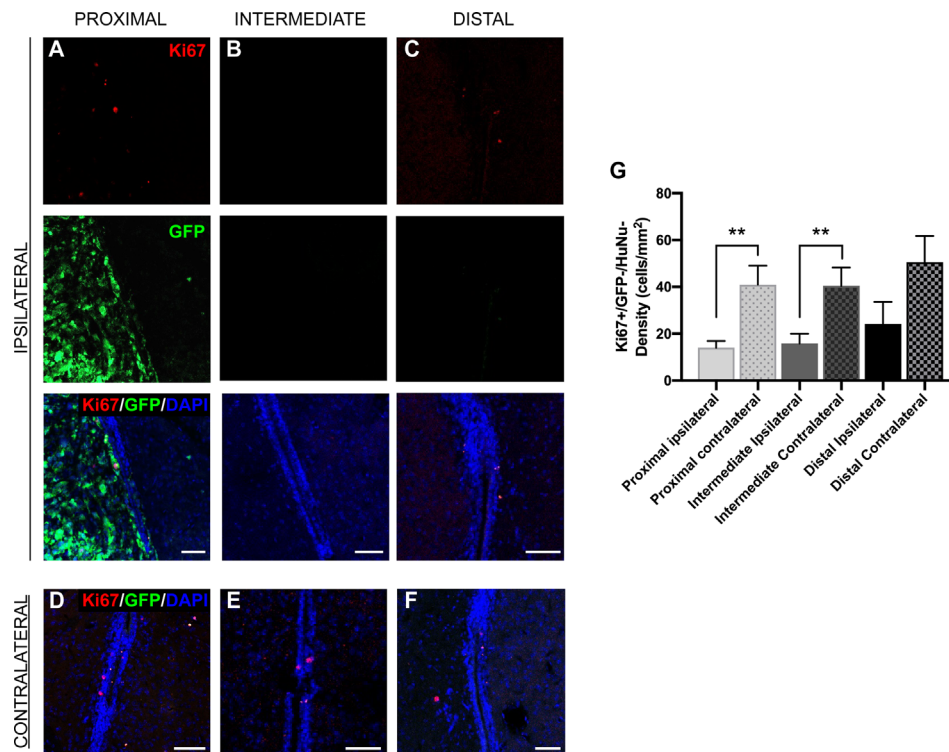 PROXIMAL INTERMEDIATE DISTAL
IPSILATERAL
A Ki67 B C
GFP
Ki67/GFP/DAPI
CONTRALATERAL
D Ki67/GFP/DAPI E F
G
Ki67+/GFP-/HuNu-
Density (cells/mm²)
80
60
40
20
0
** **
Proximal ipsilateral
Proximal contralateral
Intermediate Ipsilateral
Intermediate Contralateral
Distal Ipsilateral
Distal Contralateral